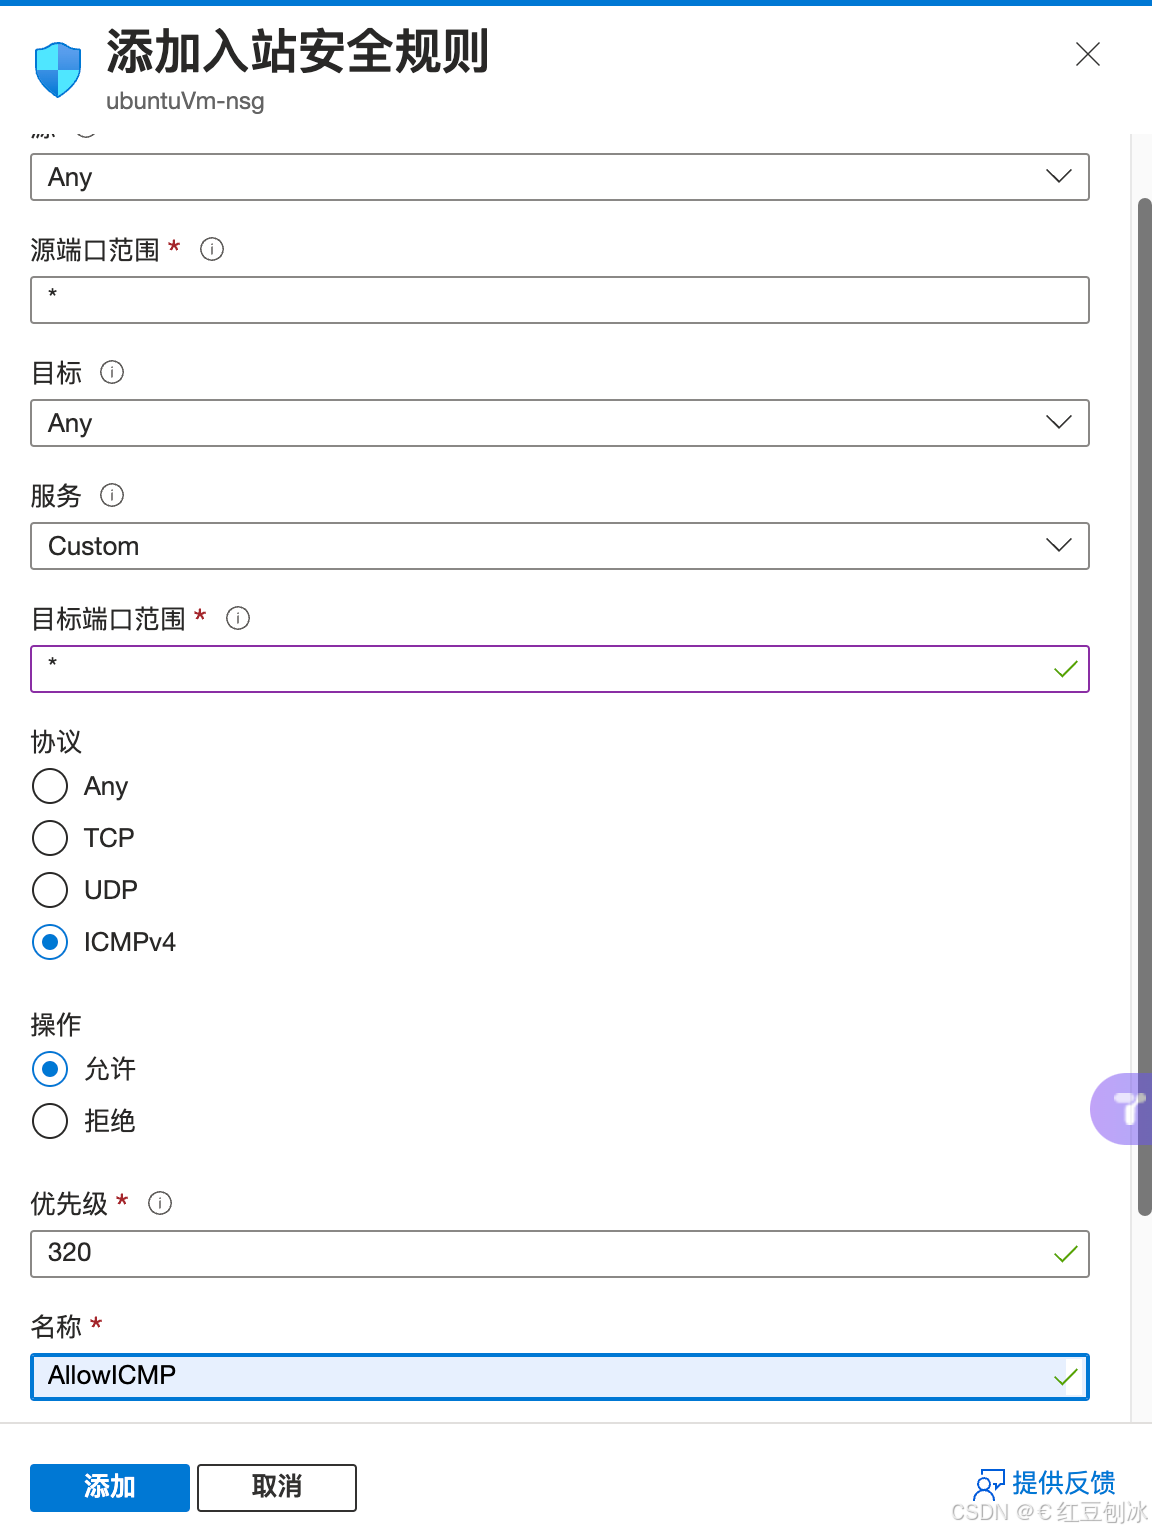 添加入站安全规则
ubuntuVm-nsg
Any
源端口范围 *
*
目标
Any
服务
Custom
目标端口范围 *
*
协议
Any
TCP
UDP
ICMPv4
操作
允许
拒绝
优先级 *
320
名称 *
AllowICMP
添加
取消
提供反馈
CSDN @€ 红豆刨冰